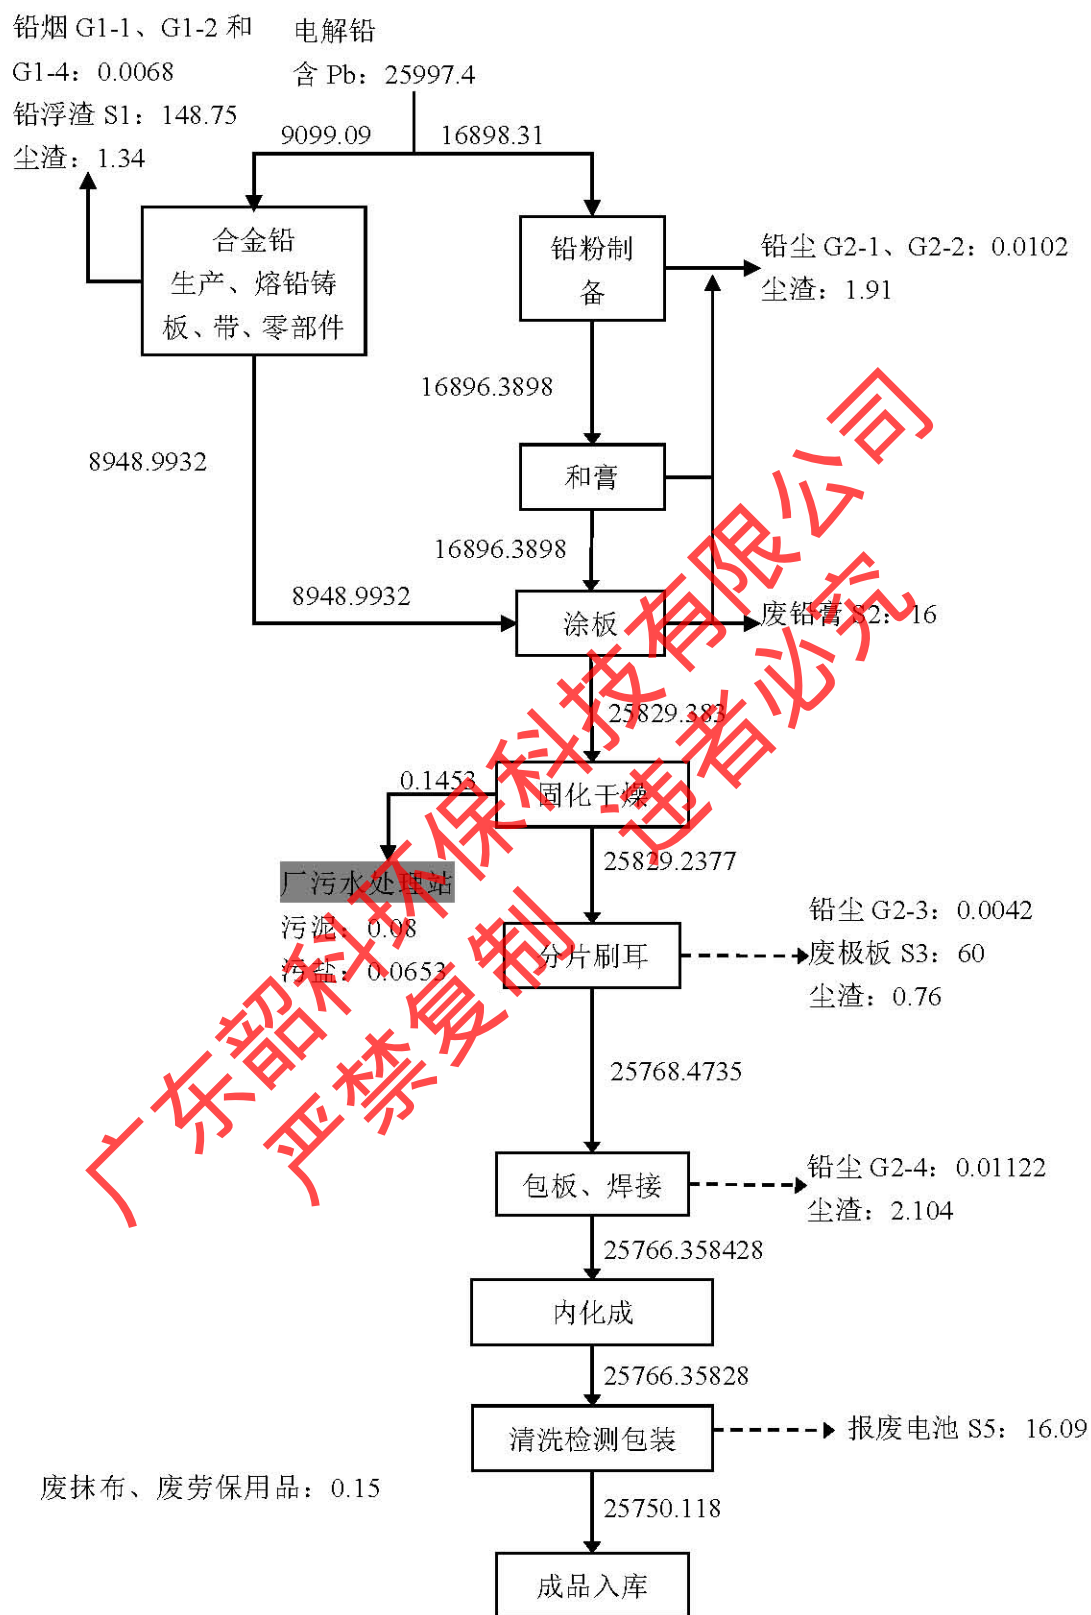 铅烟 G1-1、G1-2 和
G1-4：0.0068
铅浮渣 S1：148.75
尘渣：1.34
电解铅
含 Pb：25997.4
9099.09
16898.31
合金铅
生产、熔铅铸
板、带、零部件
铅粉制
备
铅尘 G2-1、G2-2：0.0102
尘渣：1.91
16896.3898
8948.9932
和膏
16896.3898
8948.9932
涂板
废铅膏 S2：16
25829.383
0.1453
固化干燥
25829.2377
厂污水处理站
污泥：0.08
污盐：0.0653
分片刷耳
铅尘 G2-3：0.0042
废极板 S3：60
尘渣：0.76
25768.4735
包板、焊接
铅尘 G2-4：0.01122
尘渣：2.104
25766.358428
内化成
25766.35828
清洗检测包装
报废电池 S5：16.09
废抹布、废劳保用品：0.15
25750.118
成品入库
广东韶科环保科技有限公司
严禁复制 违者必究